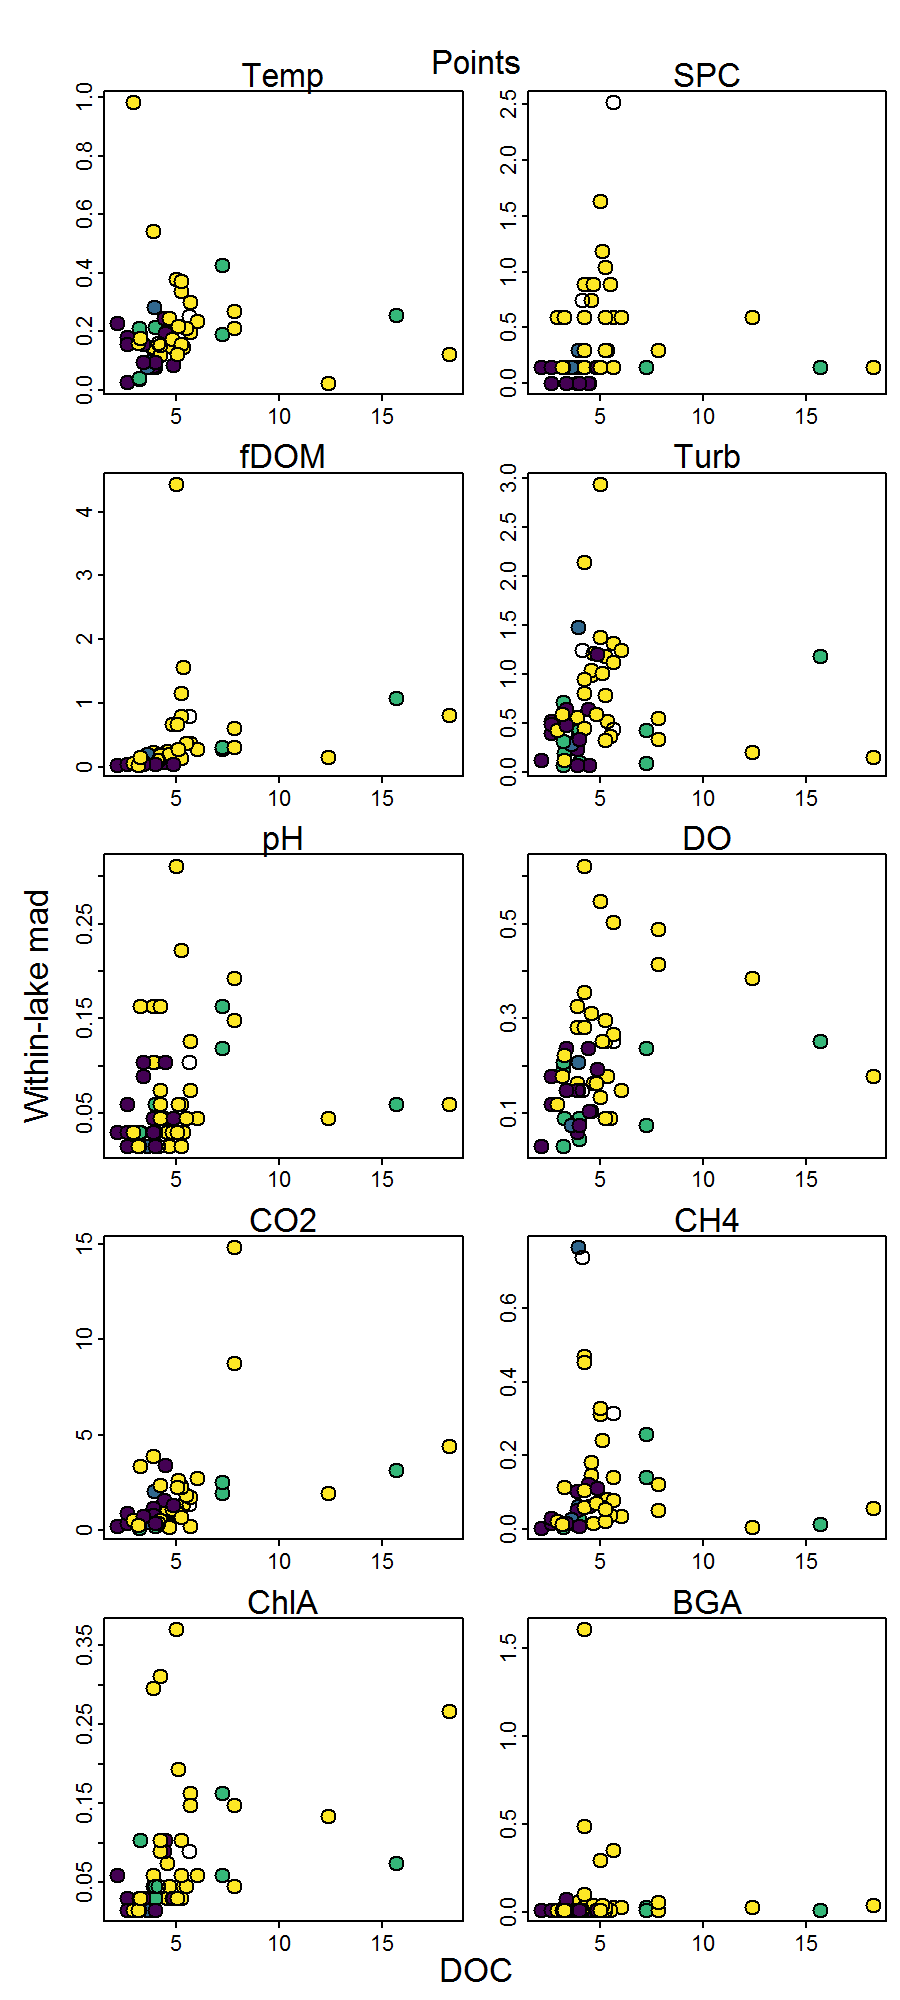 Points
Temp
SPC
0.0 0.2 0.4 0.6 0.8 1.0
5 10 15
0.0 0.5 1.0 1.5 2.0 2.5
5 10 15
fDOM
Turb
0 1 2 3 4
5 10 15
0.0 0.5 1.0 1.5 2.0 2.5 3.0
5 10 15
pH
DO
Within-lake mad
0.05 0.15 0.25
5 10 15
0.1 0.3 0.5
5 10 15
CO2
CH4
0 5 10 15
5 10 15
0.0 0.2 0.4 0.6
5 10 15
ChlA
BGA
0.05 0.15 0.25 0.35
5 10 15
0.0 0.5 1.0 1.5
5 10 15
DOC